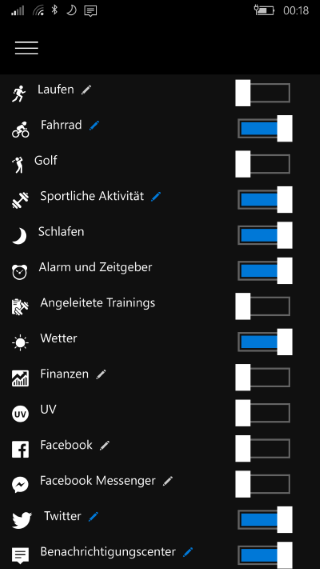 00:18
Laufen
Fahrrad
Golf
Sportliche Aktivität
Schlafen
Alarm und Zeitgeber
Angeleitete Trainings
Wetter
Finanzen
UV UV
Facebook
Facebook Messenger
Twitter
Benachrichtigungscenter